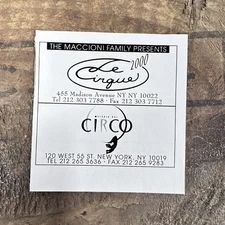 THE MACCIONI FAMILY PRESENTS
Le Cirque 2000
455 Madison Avenue NY NY 10022
Tel 212 303 7788 · Fax 212 303 7712
OSTERIA DEL
CIRCO
120 WEST 55 ST. NEW YORK, NY 10019
TEL 212 265 3636 · FAX 212 265 9283